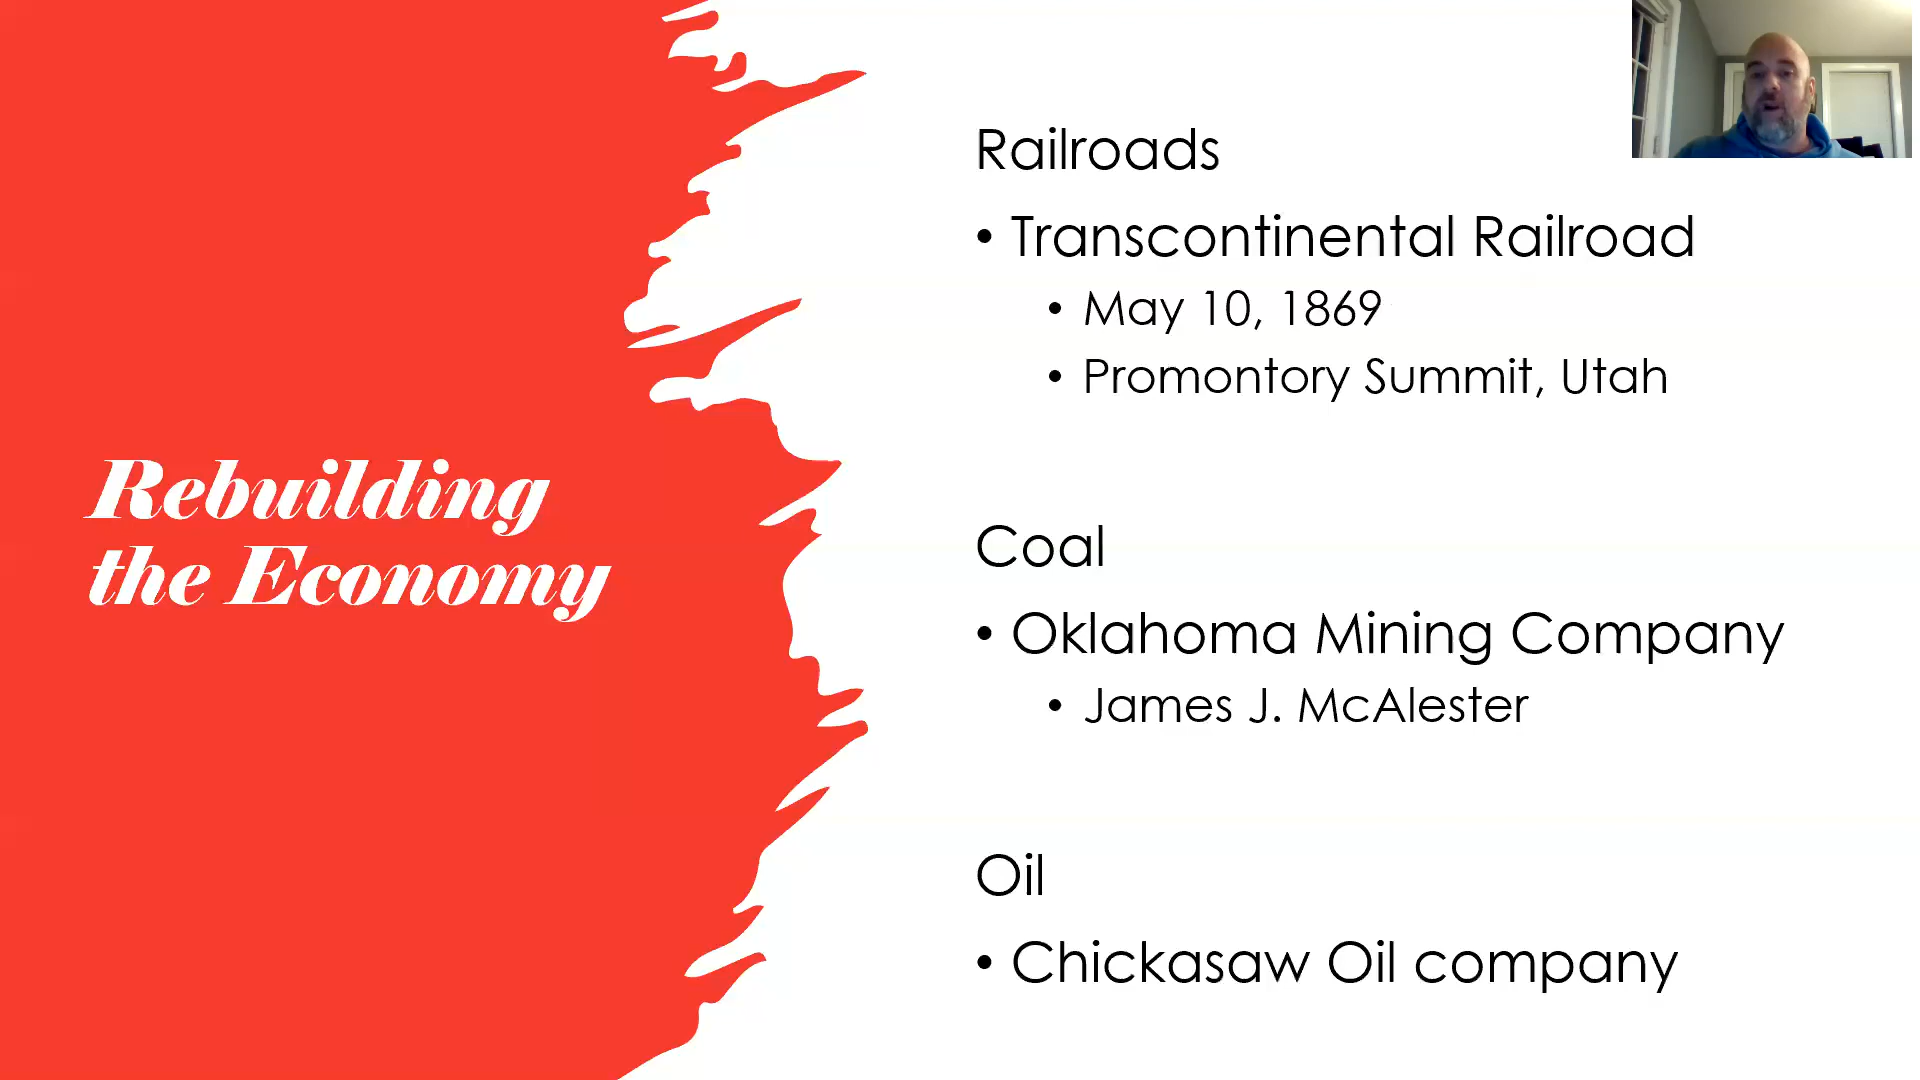 Rebuilding
the Economy
Railroads
• Transcontinental Railroad
• May 10, 1869
• Promontory Summit, Utah
Coal
• Oklahoma Mining Company
• James J. McAlester
Oil
• Chickasaw Oil company